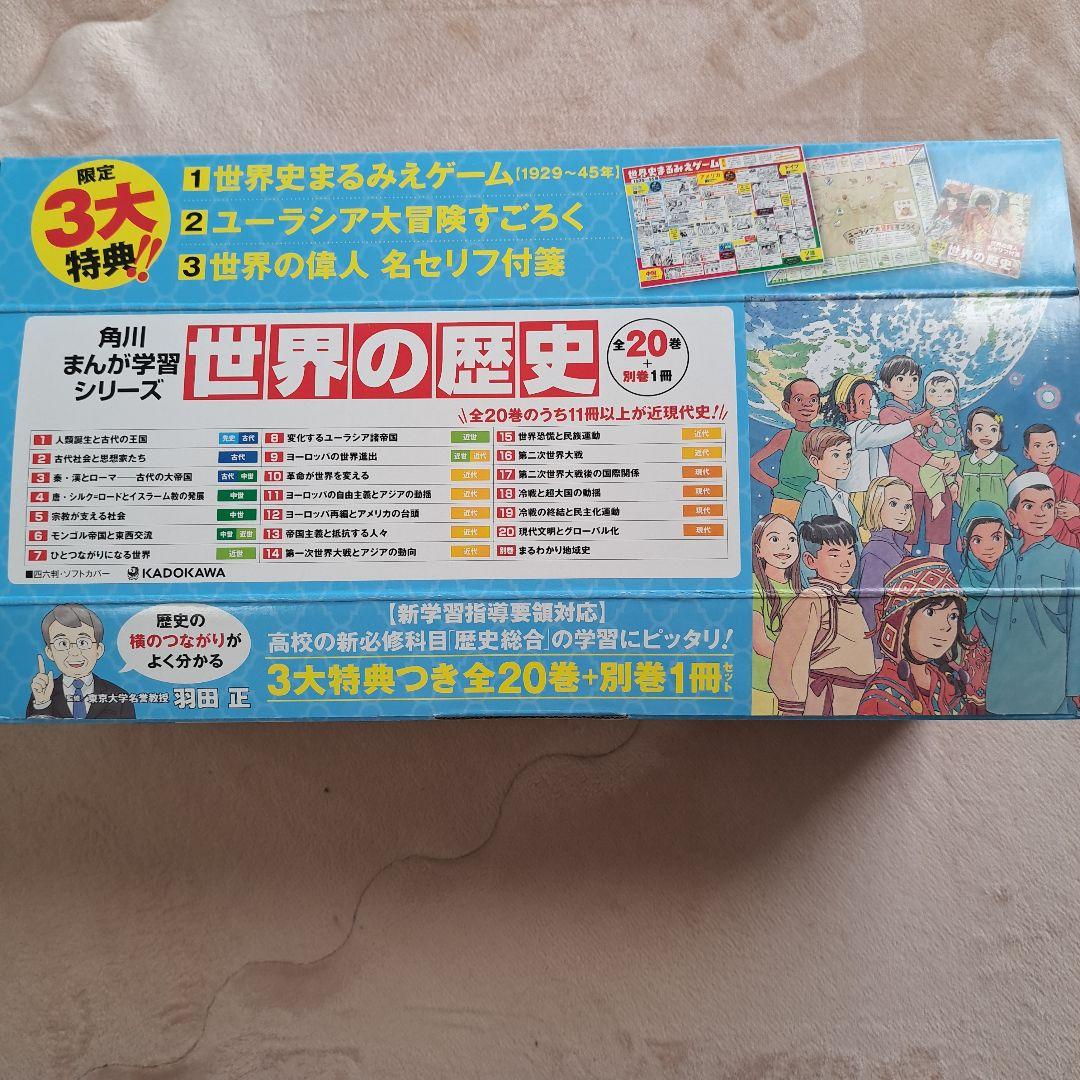 限定
3大
特典!!
1 世界史まるみえゲーム[1929〜45年]
2 ユーラシア大冒険すごろく
3 世界の偉人 名セリフ付箋
世界史まるみえゲーム
アメリカ
ドイツ
中国
ソ連
ユーラシア大冒険すごろく
世界の歴史
角川
まんが学習
シリーズ
世界の歴史
全20巻
+
別巻1冊
\\全20巻のうち11冊以上が近現代史!//
1 人類誕生と古代の王国 先史 古代
2 古代社会と思想家たち 古代
3 秦・漢とローマ――古代の大帝国 古代 中世
4 唐・シルク=ロードとイスラーム教の発展 中世
5 宗教が支える社会 中世
6 モンゴル帝国と東西交流 中世 近世
7 ひとつながりになる世界 近世
8 変化するユーラシア諸帝国 近世
9 ヨーロッパの世界進出 近世 近代
10 革命が世界を変える 近代
11 ヨーロッパの自由主義とアジアの動揺 近代
12 ヨーロッパ再編とアメリカの台頭 近代
13 帝国主義と抵抗する人々 近代
14 第一次世界大戦とアジアの動向 近代
15 世界恐慌と民族運動 近代
16 第二次世界大戦 近代
17 第二次世界大戦後の国際関係 現代
18 冷戦と超大国の動揺 現代
19 冷戦の終結と民主化運動 現代
20 現代文明とグローバル化 現代
別巻 まるわかり地域史
■四六判・ソフトカバー
KADOKAWA
歴史の
横のつながりが
よく分かる
監修 東京大学名誉教授 羽田 正
【新学習指導要領対応】
高校の新必修科目「歴史総合」の学習にピッタリ!
3大特典つき全20巻+別巻1冊セット